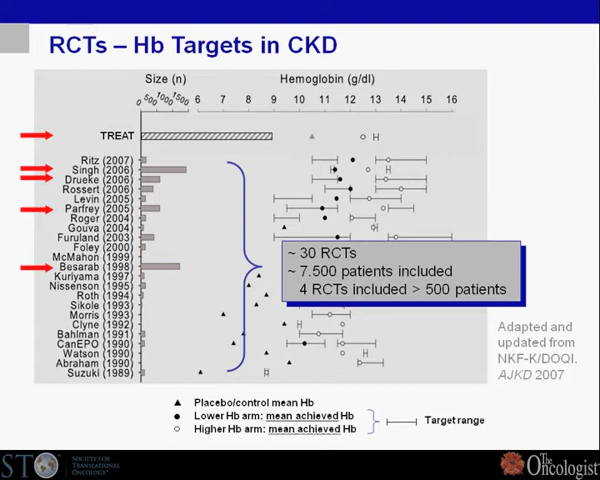 RCTs – Hb Targets in CKD
Size (n)
Hemoglobin (g/dl)
0 500 1000 1500 6 7 8 10 11 12 13 14 15 16
TREAT
Ritz (2007)
Singh (2006)
Drueke (2006)
Rossert (2006)
Levin (2005)
Parfrey (2005)
Roger (2004)
Gouva (2004)
Furuland (2003)
Foley (2000)
McMahon (1999)
Besarab (1998)
Kuriyama (1997)
Nissenson (1995)
Roth (1994)
Sikole (1993)
Morris (1993)
Clyne (1992)
Bahlman (1991)
CanEPO (1990)
Watson (1990)
Abraham (1990)
Suzuki (1989)
~ 30 RCTs
~ 7.500 patients included
4 RCTs included > 500 patients
Adapted and
updated from
NKF-K/DOQI.
AJKD 2007
Placebo/control mean Hb
Lower Hb arm: mean achieved Hb
Higher Hb arm: mean achieved Hb
Target range
STO
SOCIETY FOR
TRANSLATIONAL
ONCOLOGY
The Oncologist